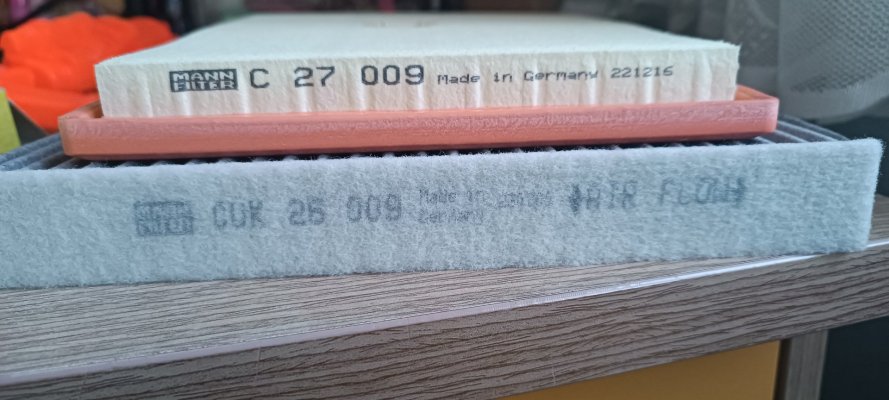 MANN
FILTER
C 27 009 Made in Germany 221216
MANN
FILTER
CUK 26 009
Made in
Germany
AIR FLOW